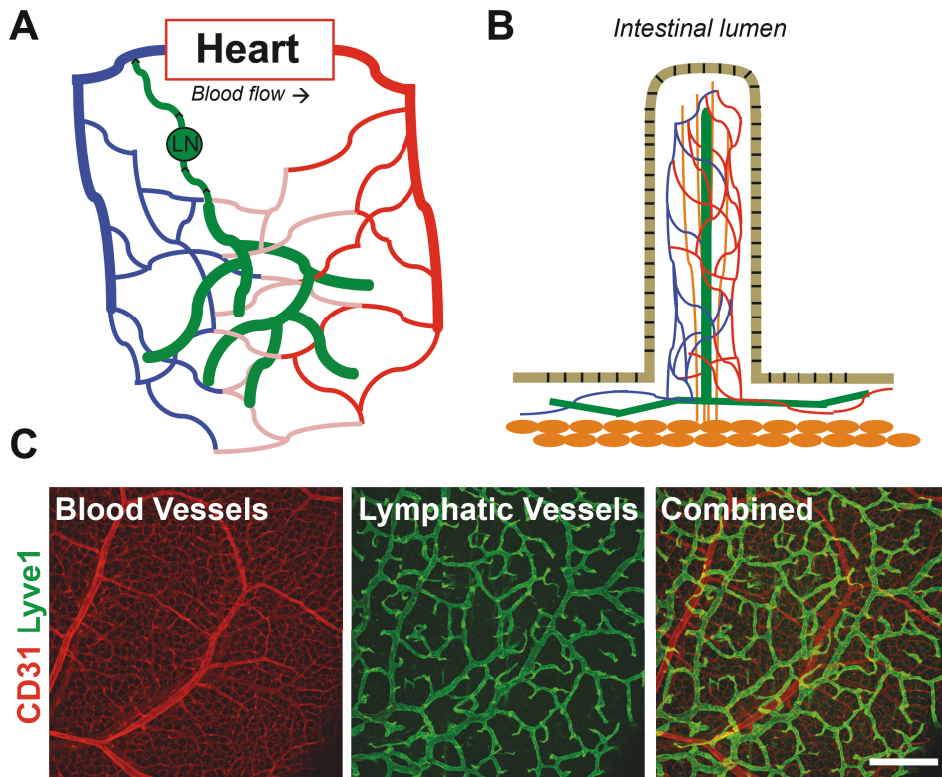 A
Heart
Blood flow →
LN
B
Intestinal lumen
C
CD31 Lyve1
Blood Vessels
Lymphatic Vessels
Combined